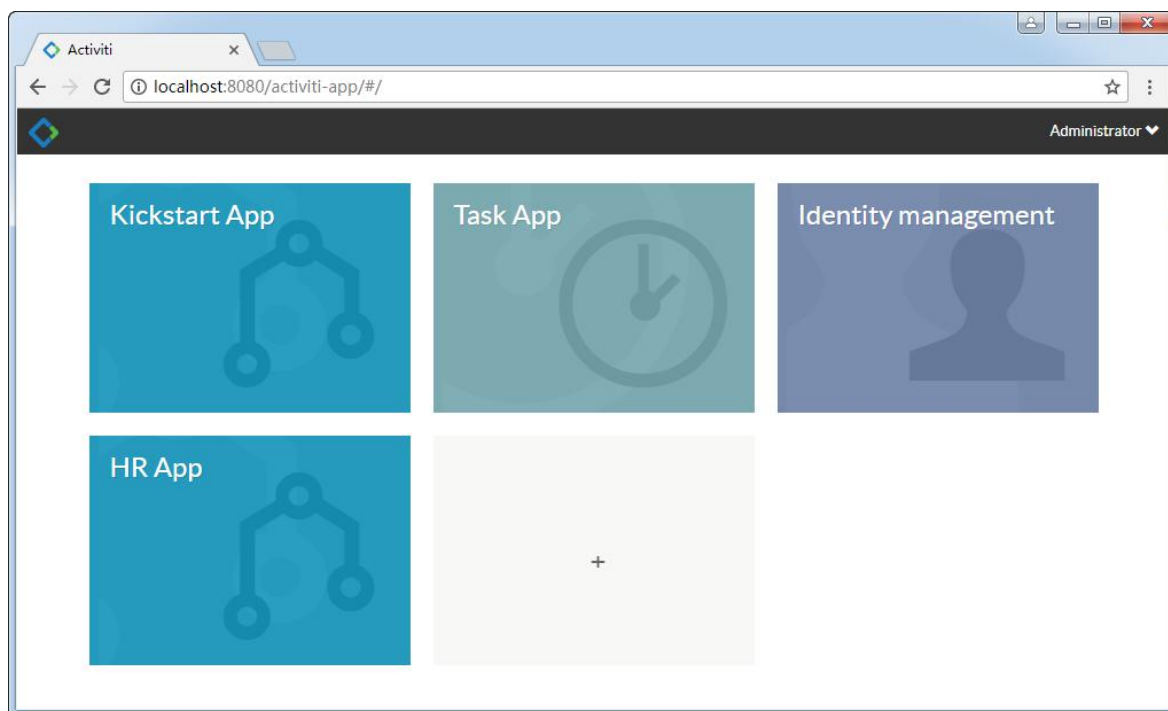 Activiti
localhost:8080/activiti-app/#/
Administrator
Kickstart App
Task App
Identity management
HR App
+